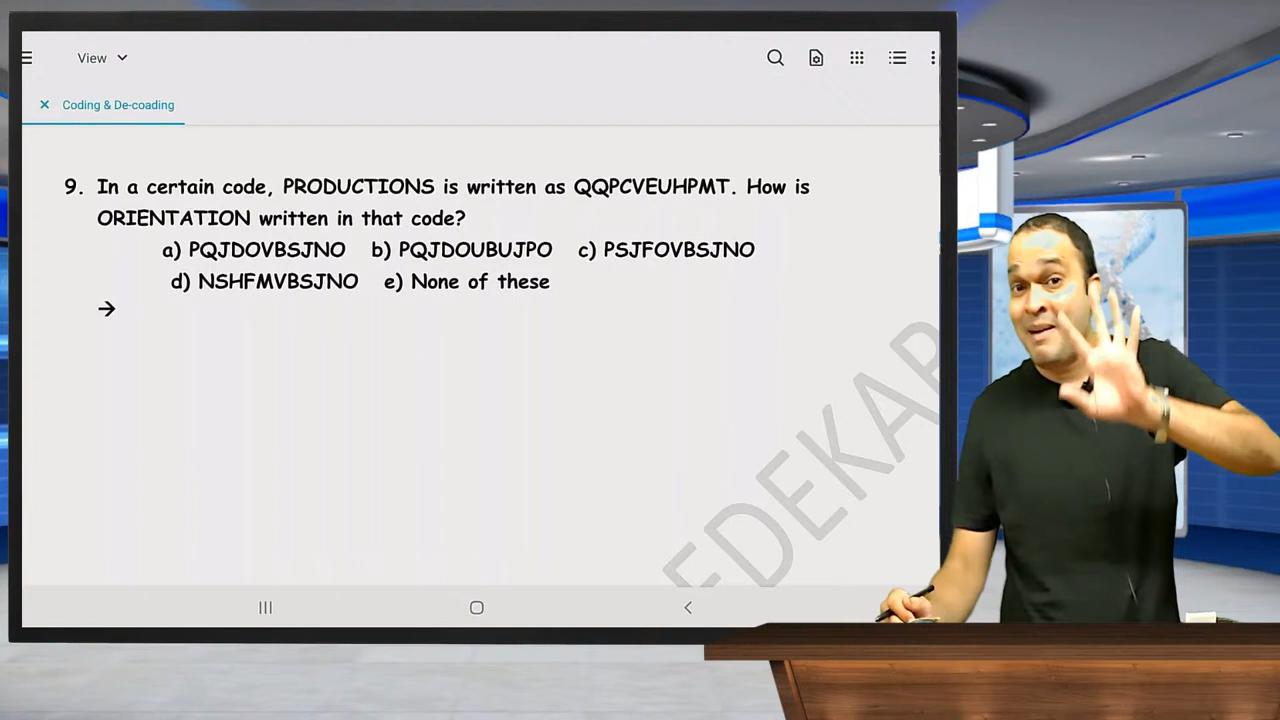 View
Coding & De-coading
9. In a certain code, PRODUCTIONS is written as QQPCVEUHPMT. How is
ORIENTATION written in that code?
a) PQJDOVBSJNO b) PQJDOUBUJPO c) PSJFOVBSJNO
d) NSHFMVBSJNO e) None of these
→
EDEKAR